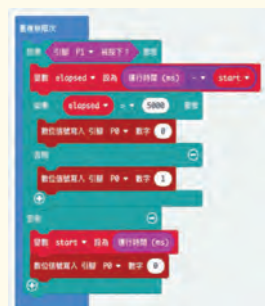 重複無限次
如果 引腳 P1 ▼ 被按下? 那麼
變數 elapsed ▼ 設為 運行時間 (ms) - ▼ start ▼
如果 elapsed ▼ 5000 那麼
數位信號寫入 引腳 P0 ▼ 數字 0
否則
數位信號寫入 引腳 P0 ▼ 數字 1
否則
變數 start ▼ 設為 運行時間 (ms)
數位信號寫入 引腳 P0 ▼ 數字 0